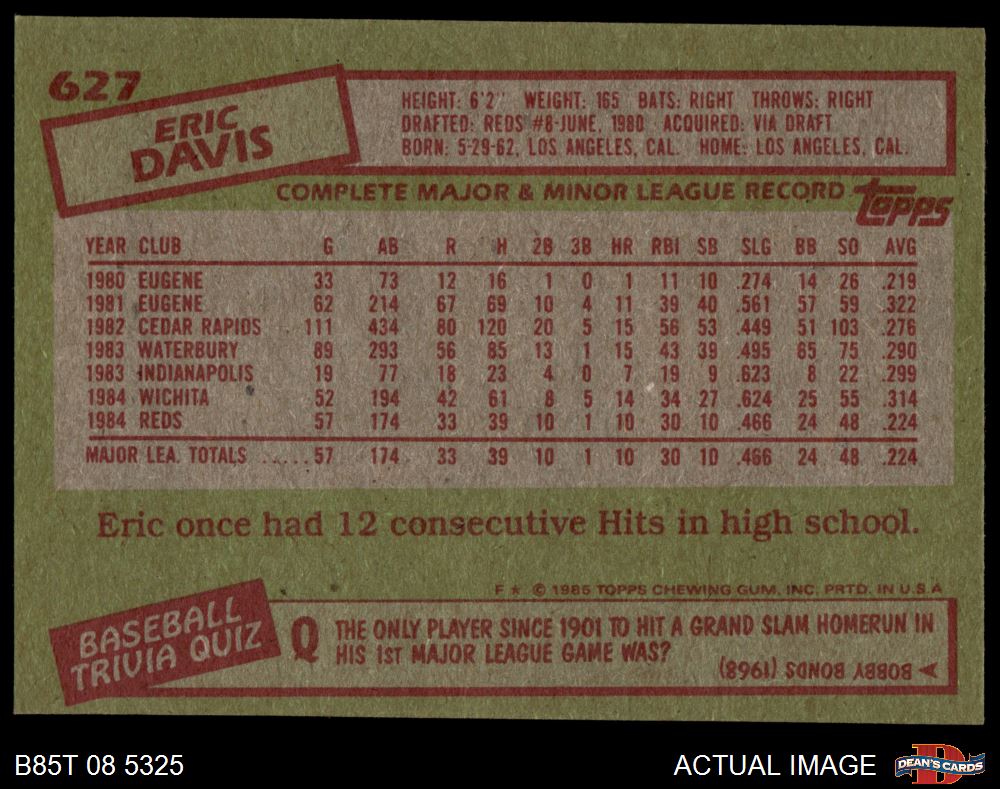 627
ERIC
DAVIS
HEIGHT: 6'2" WEIGHT: 165 BATS: RIGHT THROWS: RIGHT
DRAFTED: REDS #8-JUNE, 1980 ACQUIRED: VIA DRAFT
BORN: 5-29-62, LOS ANGELES, CAL. HOME: LOS ANGELES, CAL.
COMPLETE MAJOR & MINOR LEAGUE RECORD topps
YEAR CLUB G AB R H 2B 3B HR RBI SB SLG BB SO AVG
1980 EUGENE 33 73 12 16 1 0 1 11 10 .274 14 26 .219
1981 EUGENE 62 214 67 69 10 4 11 39 40 .561 57 59 .322
1982 CEDAR RAPIDS 111 434 80 120 20 5 15 56 53 .449 51 103 .276
1983 WATERBURY 89 293 56 85 13 1 15 43 39 .495 65 75 .290
1983 INDIANAPOLIS 19 77 18 23 4 0 7 19 9 .623 8 22 .299
1984 WICHITA 52 194 42 61 8 5 14 34 27 .624 25 55 .314
1984 REDS 57 174 33 39 10 1 10 30 10 .466 24 48 .224
MAJOR LEA. TOTALS ......57 174 33 39 10 1 10 30 10 .466 24 48 .224
Eric once had 12 consecutive Hits in high school.
F ★ © 1985 TOPPS CHEWING GUM, INC. PRTD. IN U.S.A
BASEBALL
TRIVIA QUIZ
Q THE ONLY PLAYER SINCE 1901 TO HIT A GRAND SLAM HOMERUN IN
HIS 1ST MAJOR LEAGUE GAME WAS?
BOBBY BONDS (1968)
B85T 08 5325
ACTUAL IMAGE
DEAN'S CARDS